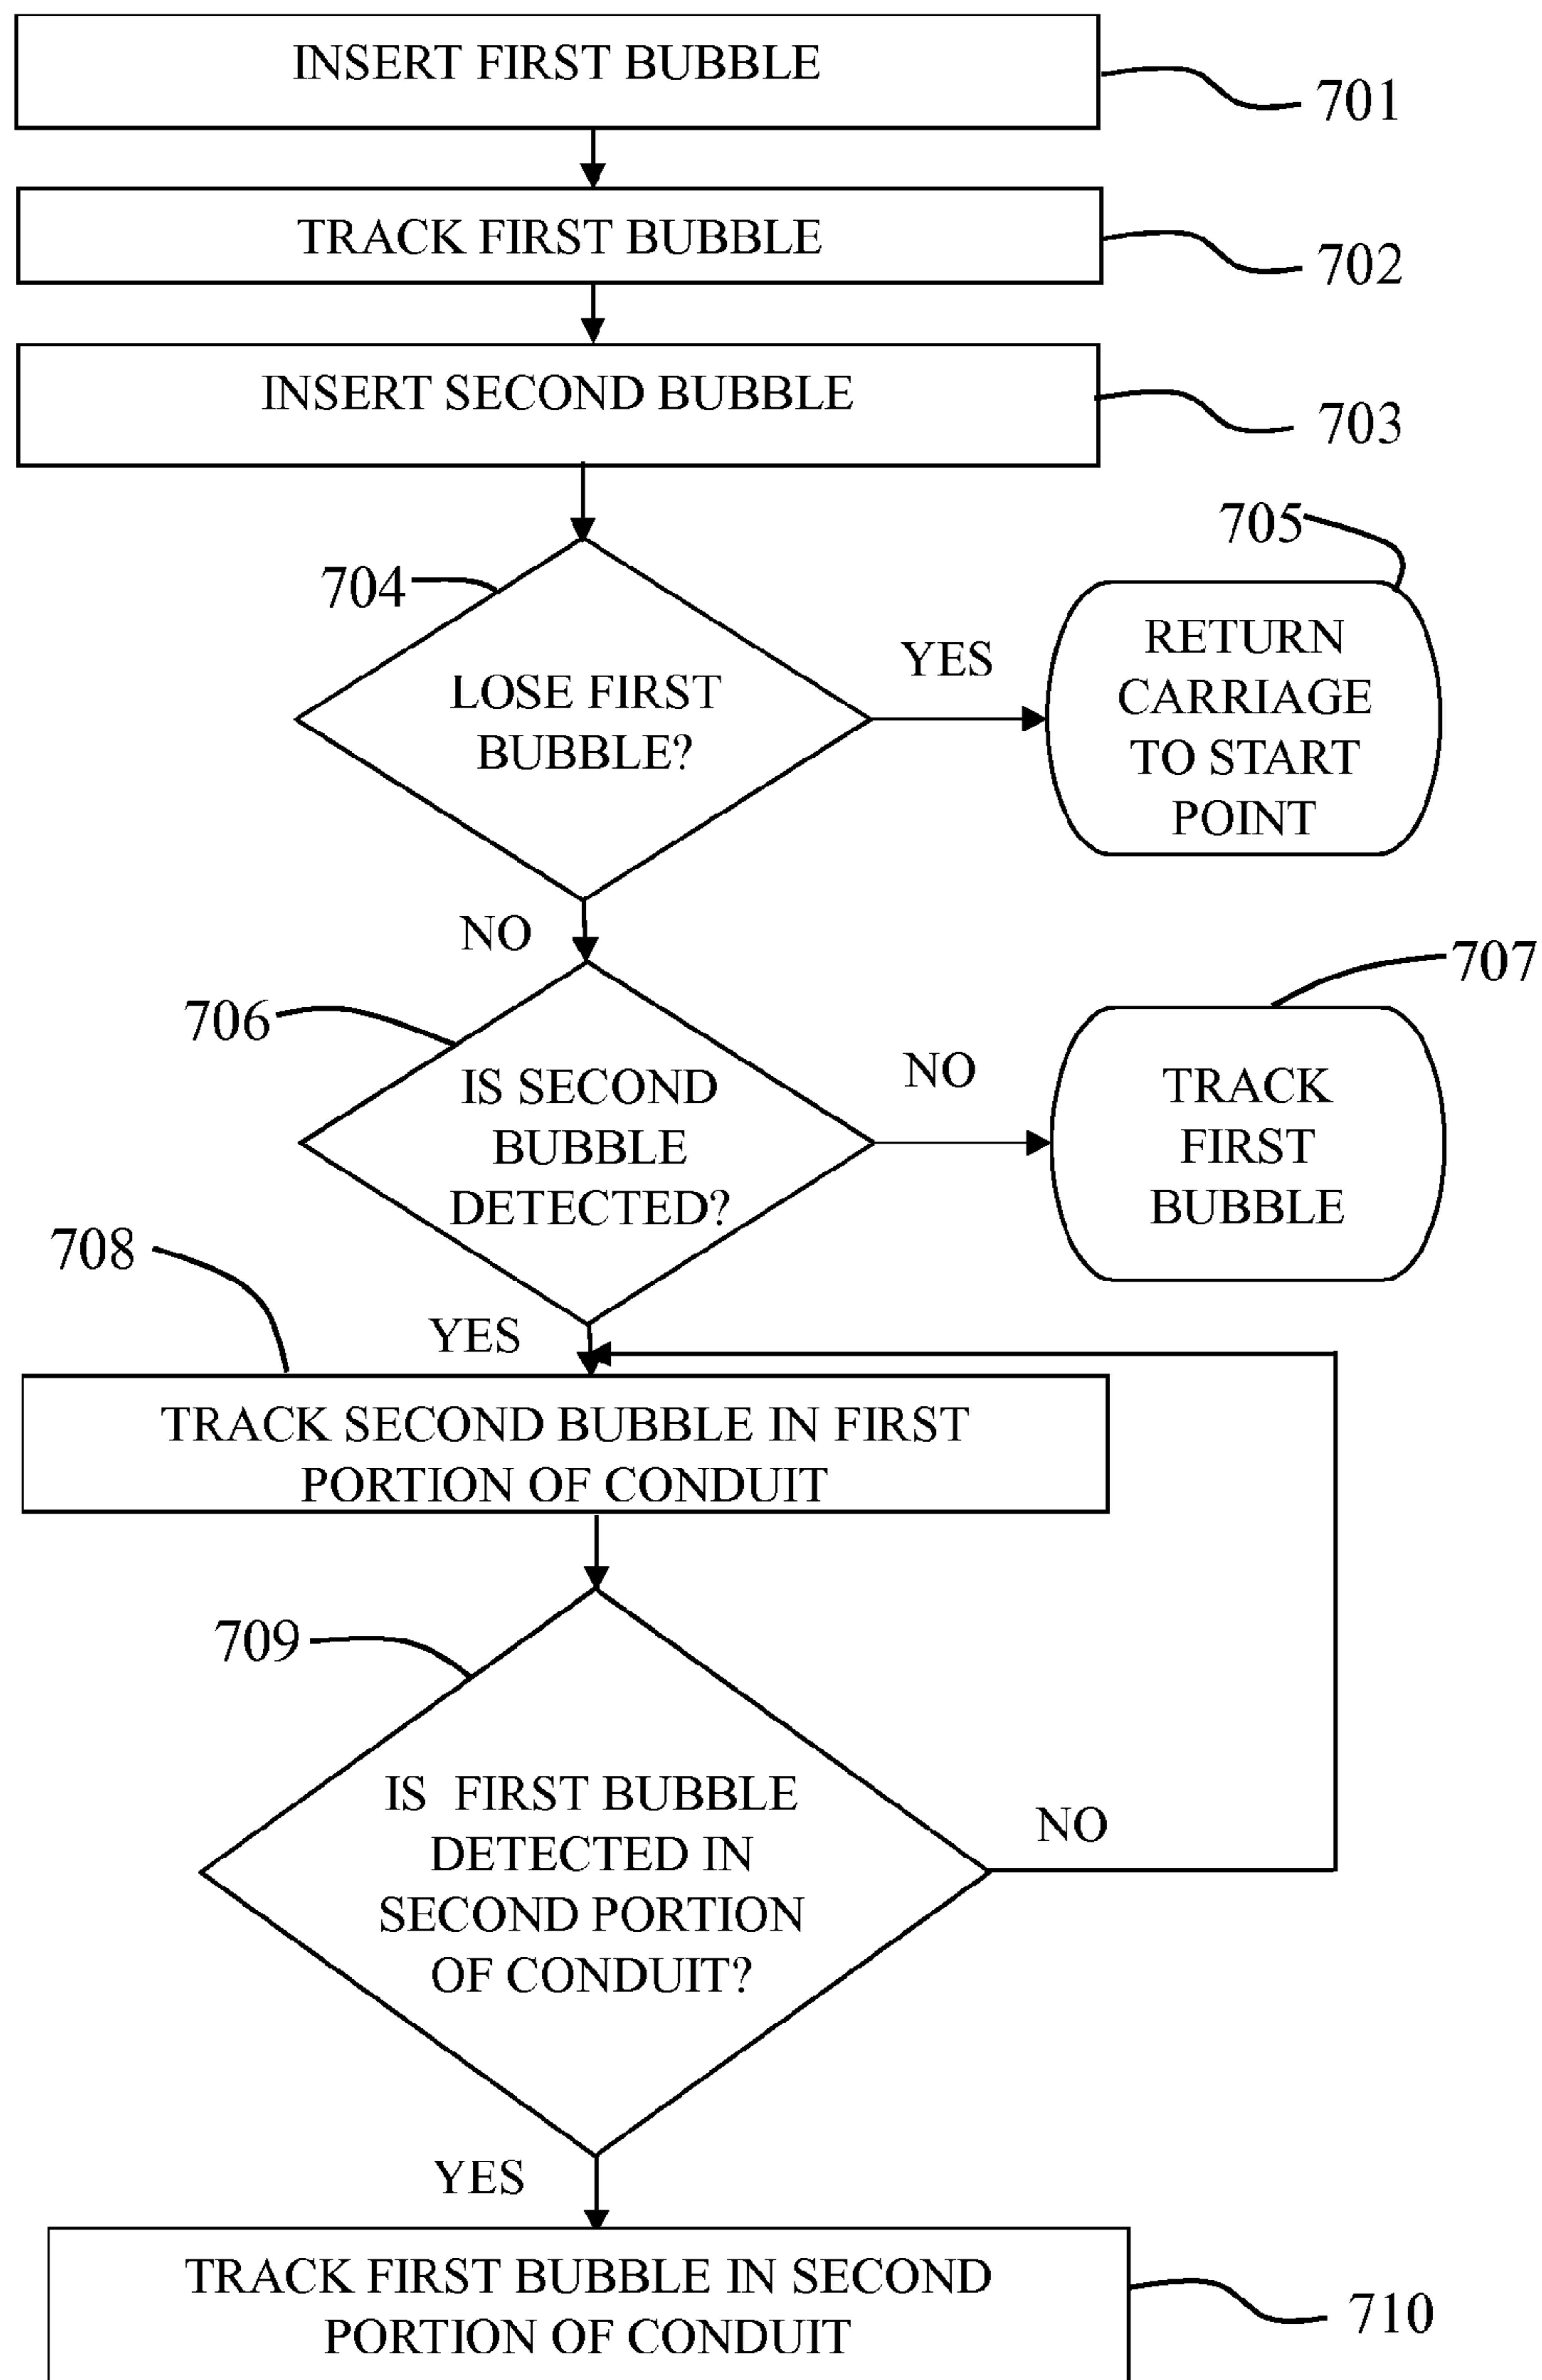 INSERT FIRST BUBBLE
701
TRACK FIRST BUBBLE
702
INSERT SECOND BUBBLE
703
704
LOSE FIRST
BUBBLE?
YES
705
RETURN
CARRIAGE
TO START
POINT
NO
706
IS SECOND
BUBBLE
DETECTED?
NO
707
TRACK
FIRST
BUBBLE
YES
708
TRACK SECOND BUBBLE IN FIRST
PORTION OF CONDUIT
709
IS FIRST BUBBLE
DETECTED IN
SECOND PORTION
OF CONDUIT?
NO
YES
TRACK FIRST BUBBLE IN SECOND
PORTION OF CONDUIT
710